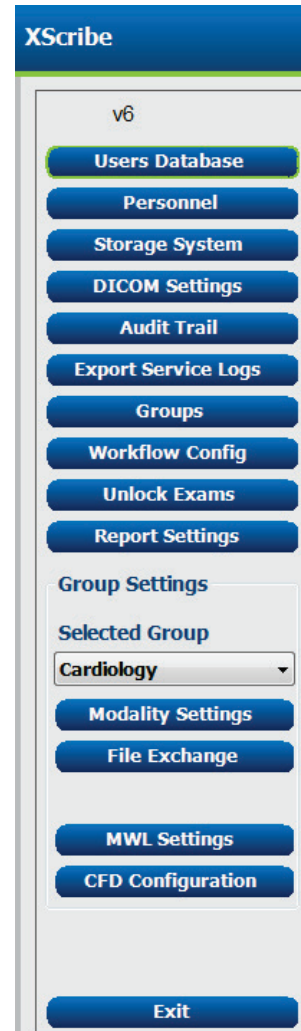 XScribe
v6
Users Database
Personnel
Storage System
DICOM Settings
Audit Trail
Export Service Logs
Groups
Workflow Config
Unlock Exams
Report Settings
Group Settings
Selected Group
Cardiology
Modality Settings
File Exchange
MWL Settings
CFD Configuration
Exit